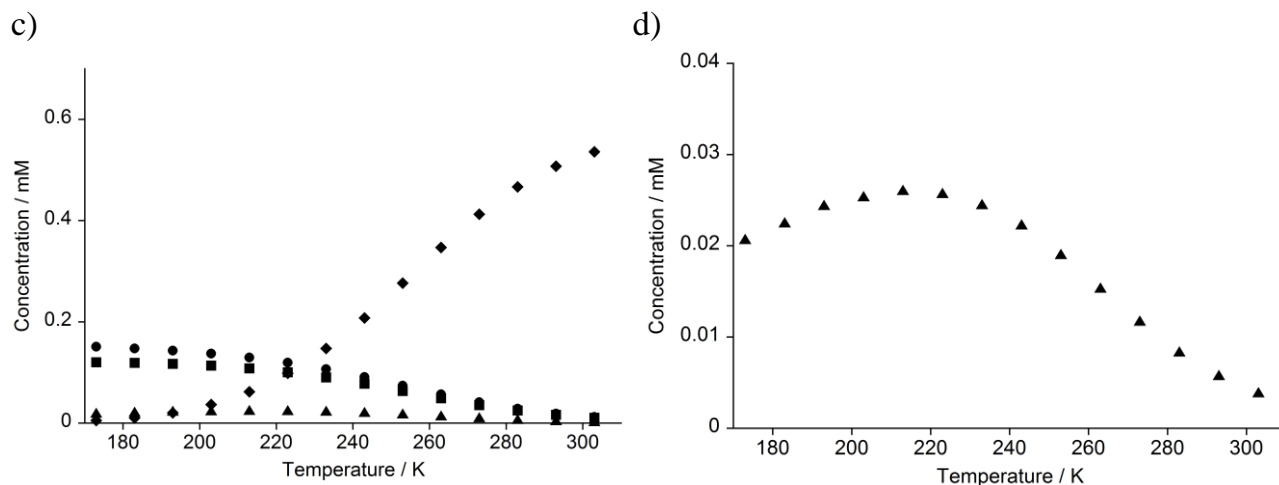 c)
d)
0.6
0.4
0.2
0
Concentration / mM
180 200 220 240 260 280 300
Temperature / K
0.04
0.03
0.02
0.01
0
Concentration / mM
180 200 220 240 260 280 300
Temperature / K